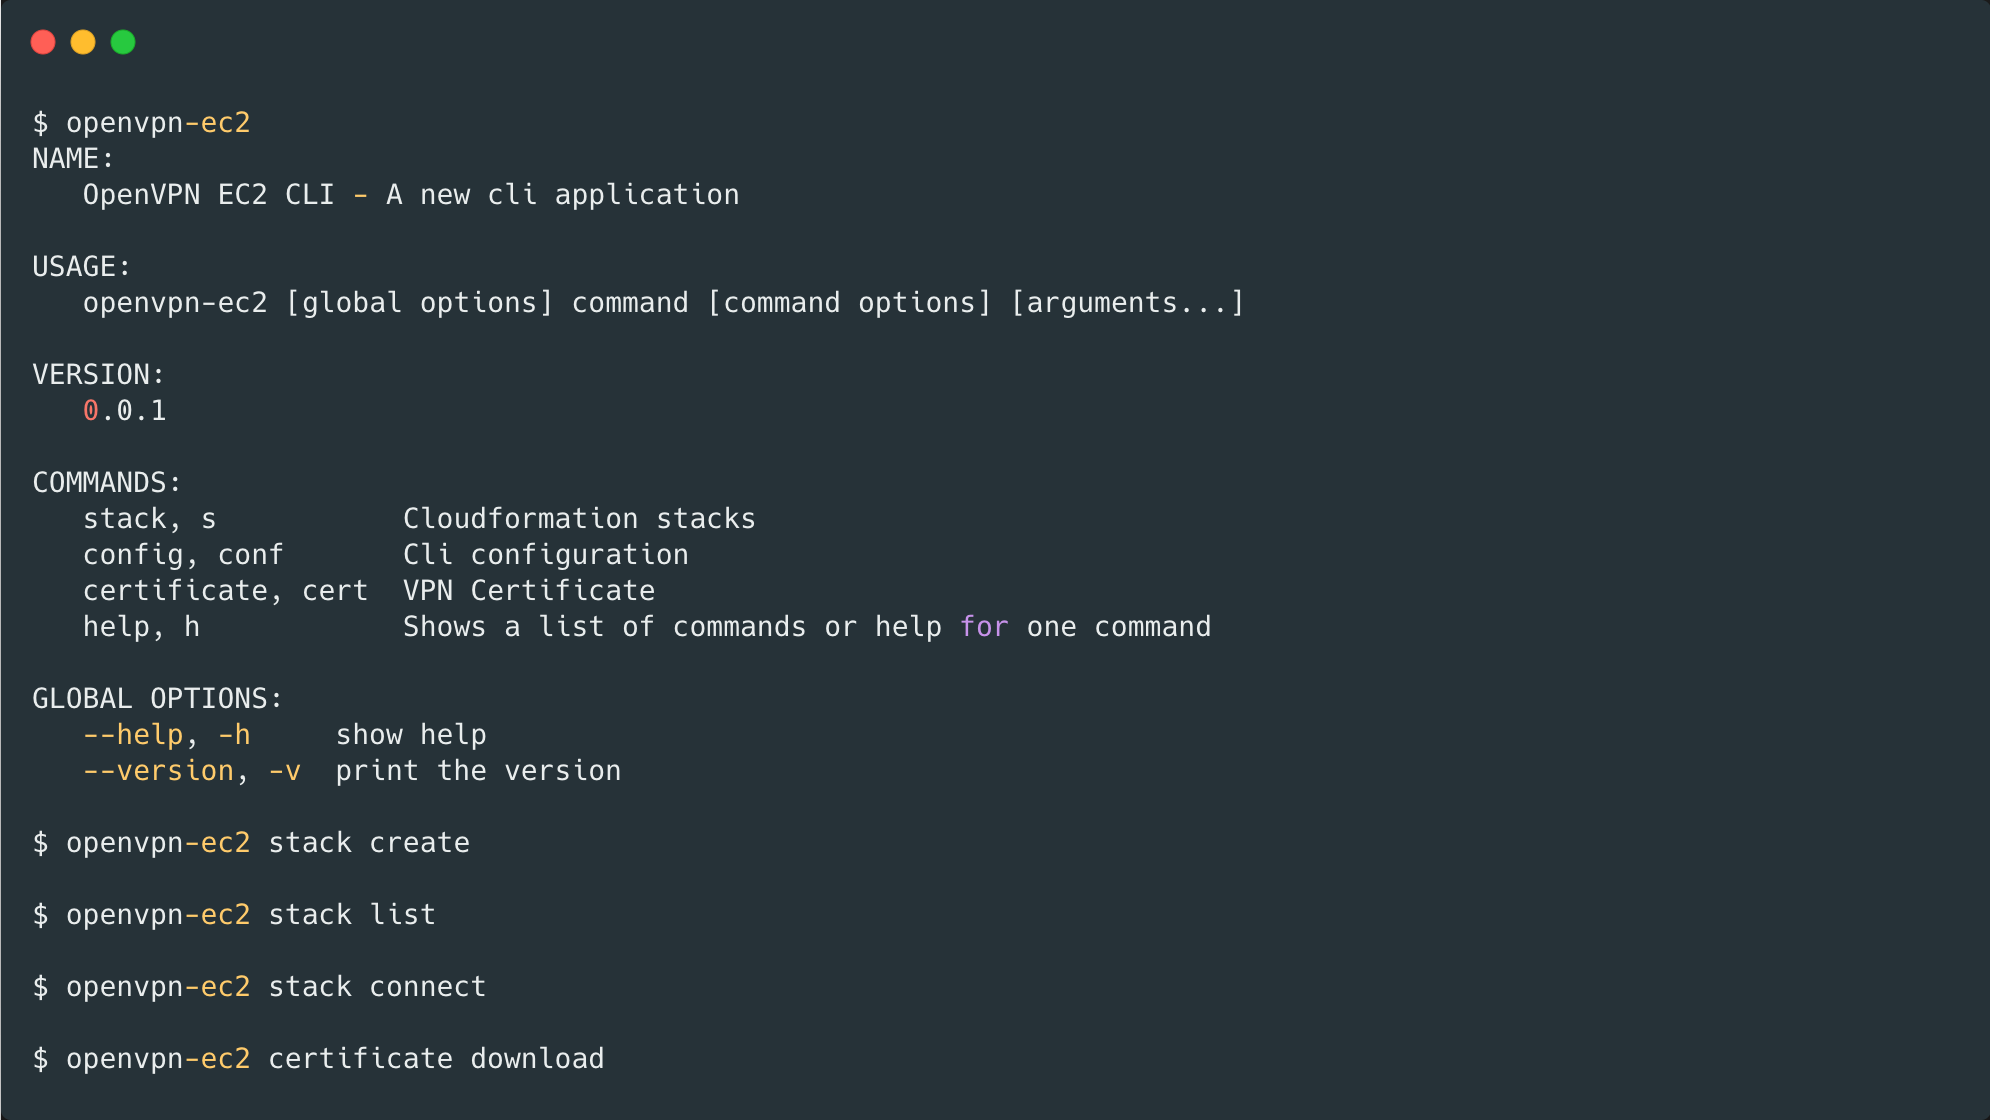 $ openvpn-ec2
NAME:
   OpenVPN EC2 CLI - A new cli application

USAGE:
   openvpn-ec2 [global options] command [command options] [arguments...]

VERSION:
   0.0.1

COMMANDS:
   stack, s           Cloudformation stacks
   config, conf       Cli configuration
   certificate, cert  VPN Certificate
   help, h            Shows a list of commands or help for one command

GLOBAL OPTIONS:
   --help, -h     show help
   --version, -v  print the version

$ openvpn-ec2 stack create

$ openvpn-ec2 stack list

$ openvpn-ec2 stack connect

$ openvpn-ec2 certificate download